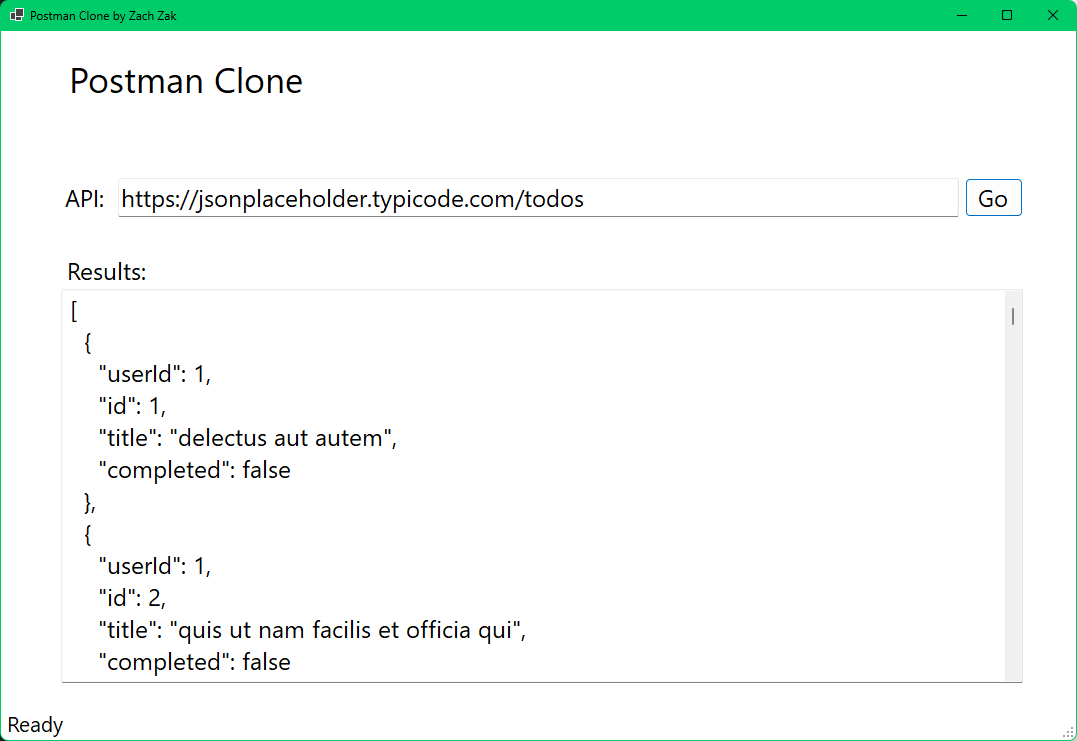 Postman Clone by Zach Zak
Postman Clone
API: https://jsonplaceholder.typicode.com/todos Go
Results:
[
{
"userId": 1,
"id": 1,
"title": "delectus aut autem",
"completed": false
},
{
"userId": 1,
"id": 2,
"title": "quis ut nam facilis et officia qui",
"completed": false
Ready